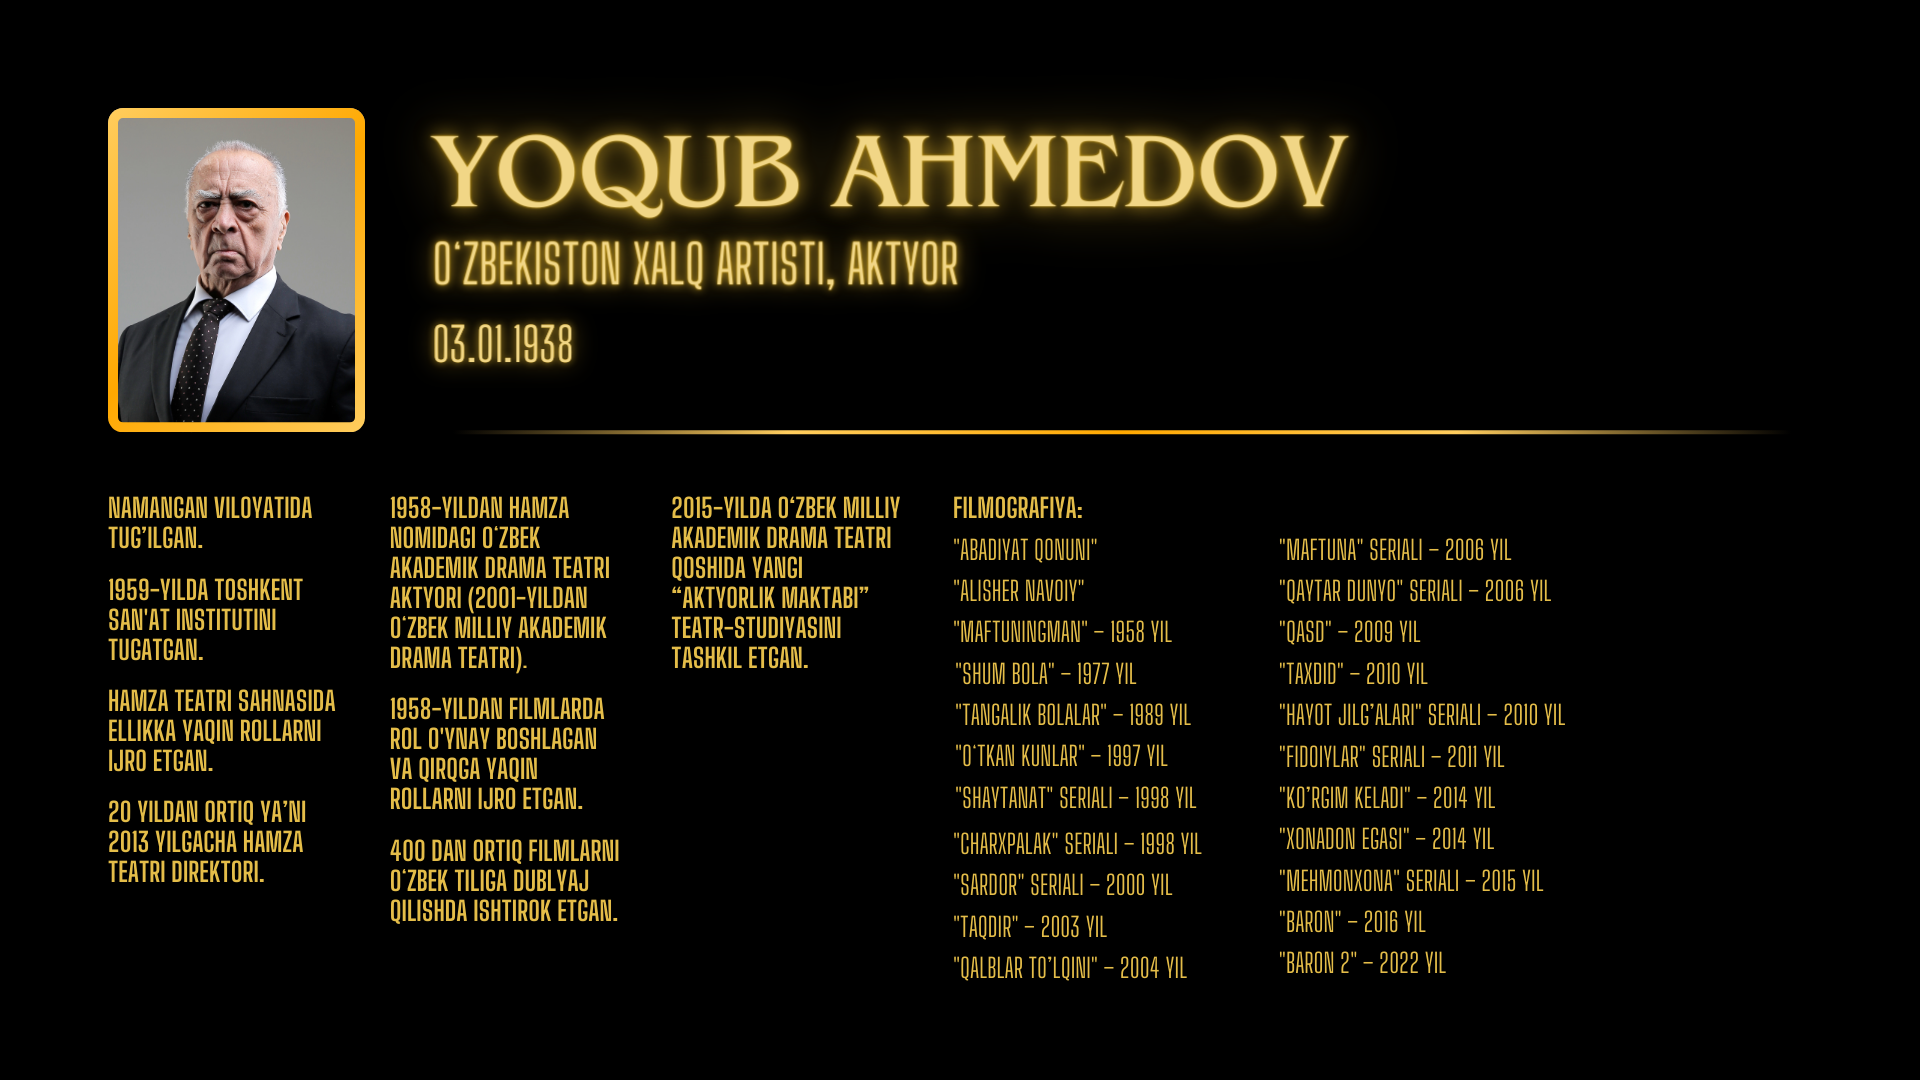 YOQUB AHMEDOV
O‘ZBEKISTON XALQ ARTISTI, AKTYOR
03.01.1938
NAMANGAN VILOYATIDA
TUG’ILGAN.
1959-YILDA TOSHKENT
SAN'AT INSTITUTINI
TUGATGAN.
HAMZA TEATRI SAHNASIDA
ELLIKKA YAQIN ROLLARNI
IJRO ETGAN.
20 YILDAN ORTIQ YA’NI
2013 YILGACHA HAMZA
TEATRI DIREKTORI.
1958-YILDAN HAMZA
NOMIDAGI O‘ZBEK
AKADEMIK DRAMA TEATRI
AKTYORI (2001-YILDAN
O‘ZBEK MILLIY AKADEMIK
DRAMA TEATRI).
1958-YILDAN FILMLARDA
ROL O'YNAY BOSHLAGAN
VA QIRQGA YAQIN
ROLLARNI IJRO ETGAN.
400 DAN ORTIQ FILMLARNI
O‘ZBEK TILIGA DUBLYAJ
QILISHDA ISHTIROK ETGAN.
2015-YILDA O‘ZBEK MILLIY
AKADEMIK DRAMA TEATRI
QOSHIDA YANGI
“AKTYORLIK MAKTABI”
TEATR-STUDIYASINI
TASHKIL ETGAN.
FILMOGRAFIYA:
"ABADIYAT QONUNI"
"ALISHER NAVOIY"
"MAFTUNINGMAN" – 1958 YIL
"SHUM BOLA" – 1977 YIL
"TANGALIK BOLALAR" – 1989 YIL
"O‘TKAN KUNLAR" – 1997 YIL
"SHAYTANAT" SERIALI – 1998 YIL
"CHARXPALAK" SERIALI – 1998 YIL
"SARDOR" SERIALI – 2000 YIL
"TAQDIR" – 2003 YIL
"QALBLAR TO’LQINI" – 2004 YIL
"MAFTUNA" SERIALI – 2006 YIL
"QAYTAR DUNYO" SERIALI – 2006 YIL
"QASD" – 2009 YIL
"TAXDID" – 2010 YIL
"HAYOT JILG’ALARI" SERIALI – 2010 YIL
"FIDOIYLAR" SERIALI – 2011 YIL
"KO’RGIM KELADI" – 2014 YIL
"XONADON EGASI" – 2014 YIL
"MEHMONXONA" SERIALI – 2015 YIL
"BARON" – 2016 YIL
"BARON 2" – 2022 YIL